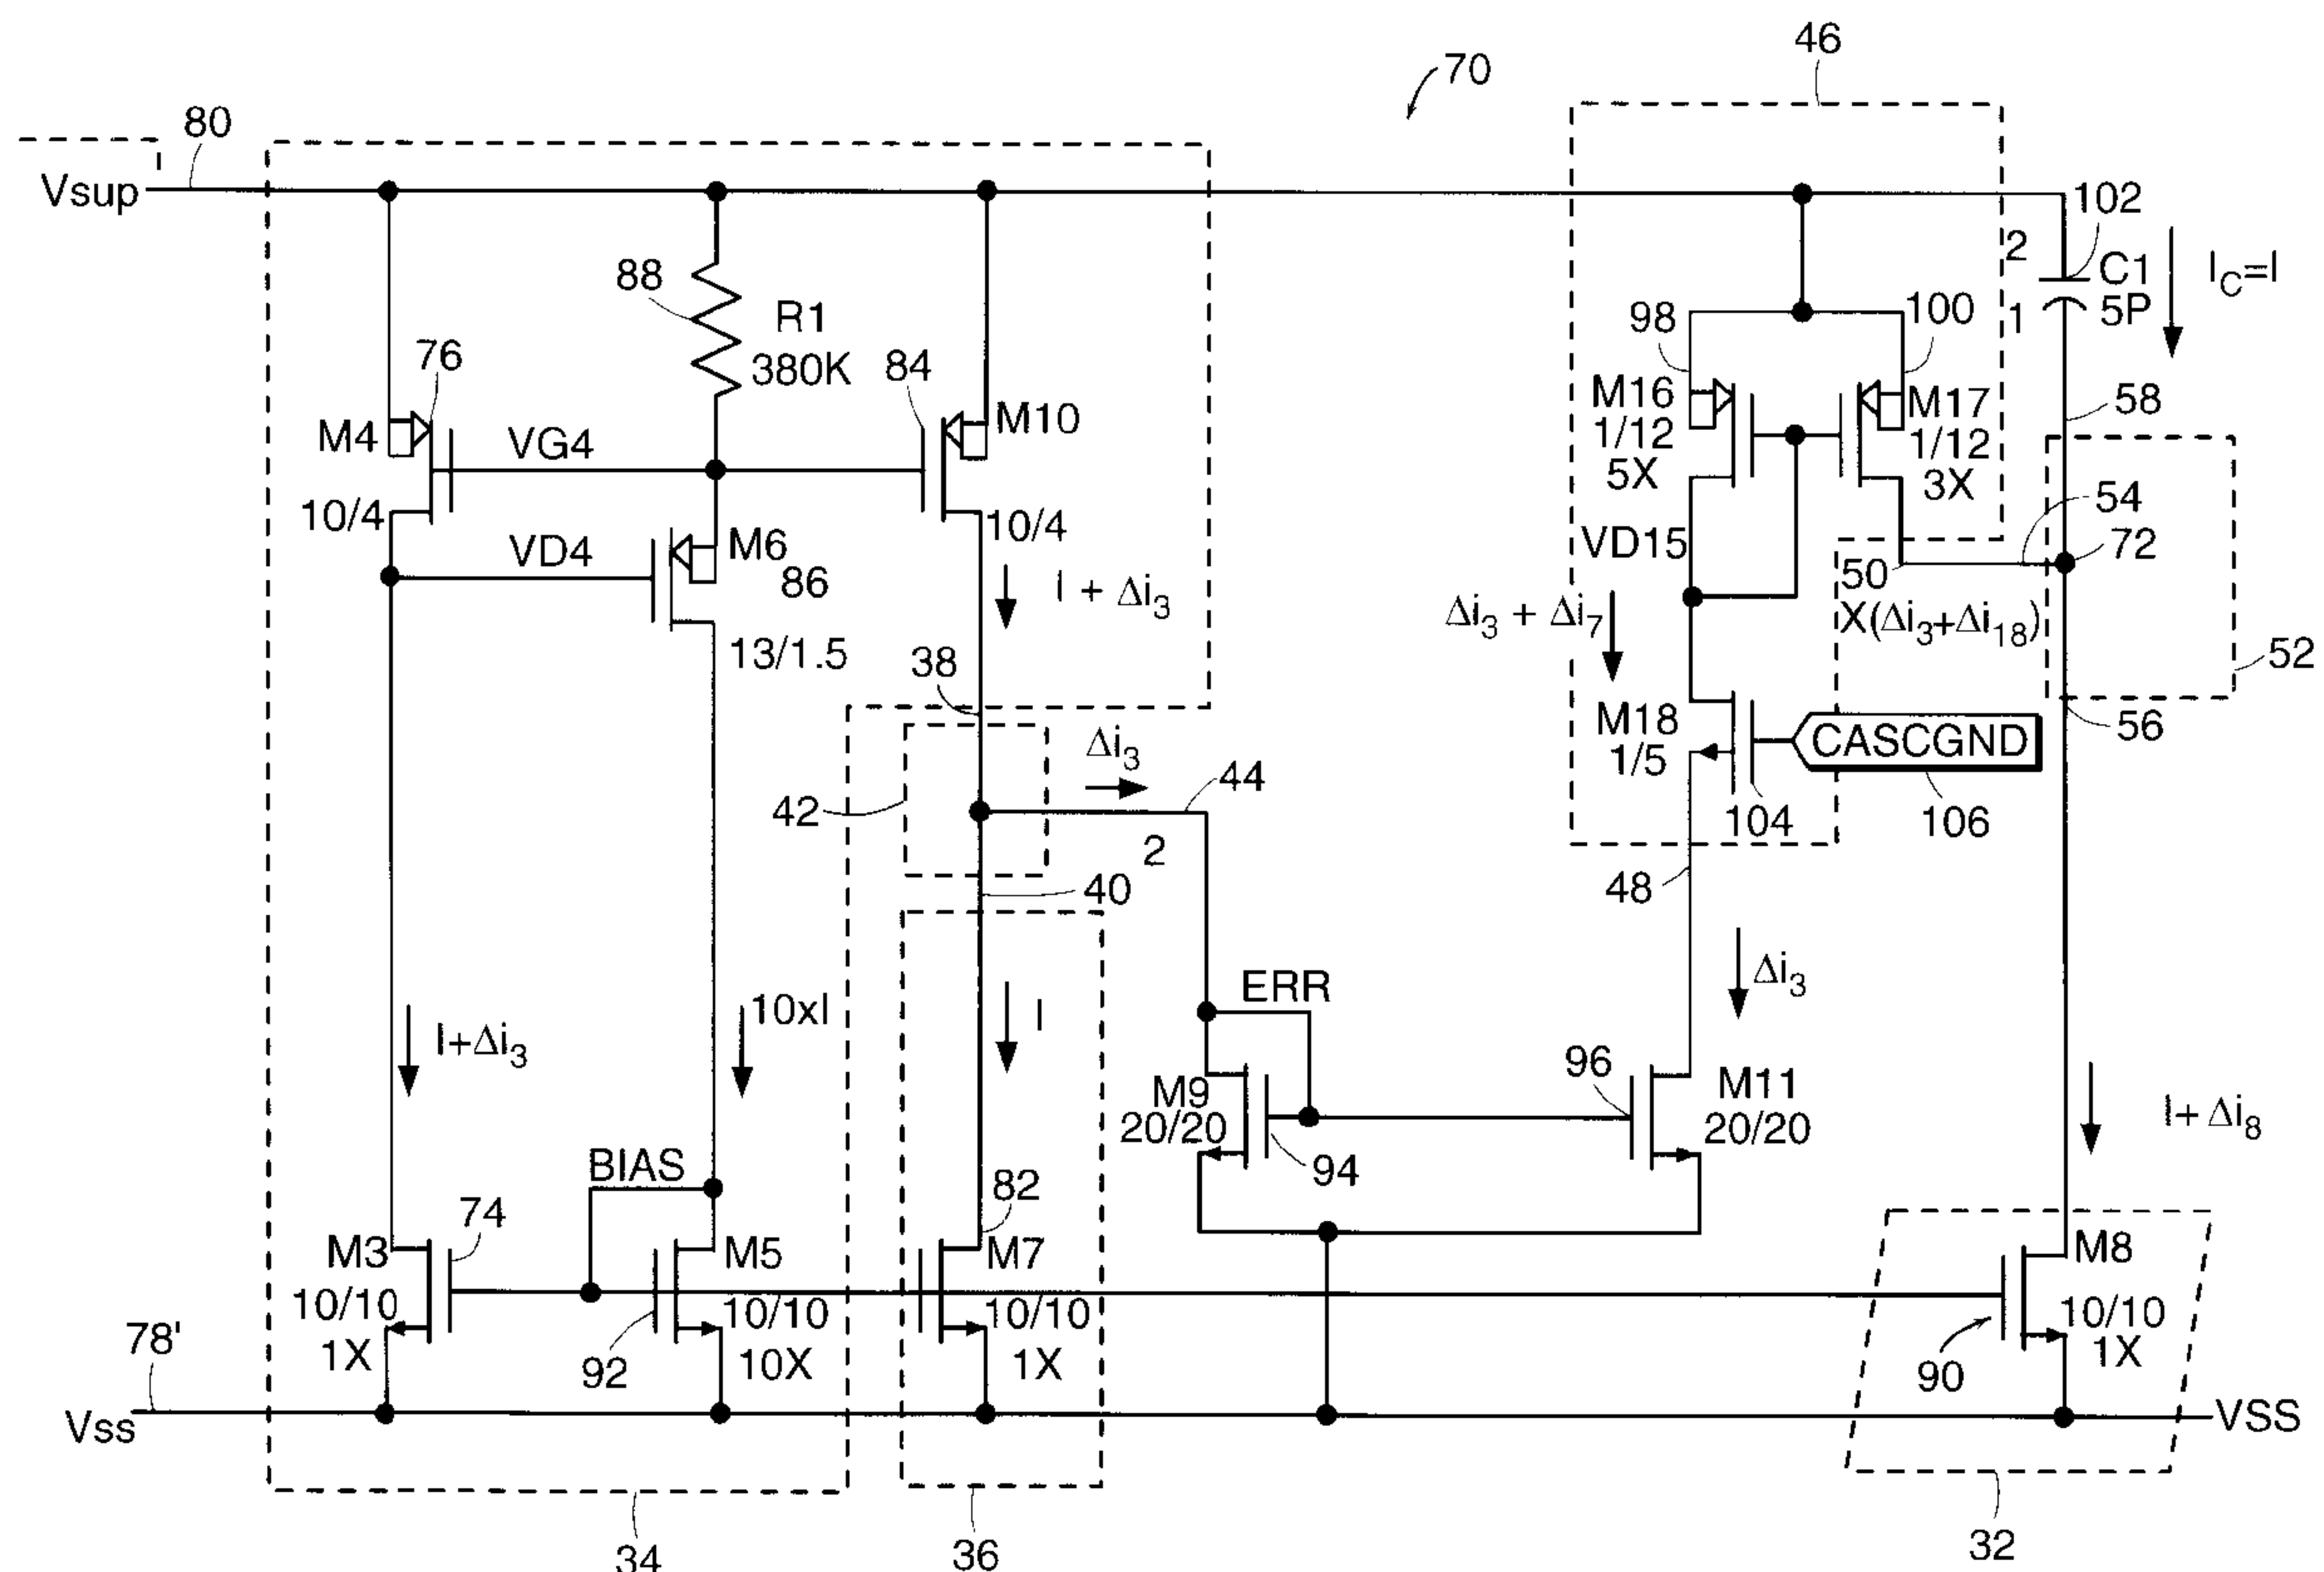 46
70
80
Vsup
102
2
C1
5P
I_C=I
88
R1
380K
98
100
1
76
84
M4
VG4
M10
M16
1/12
5X
M17
1/12
3X
58
10/4
10/4
54
VD4
M6
86
VD15
50
72
I + Δi₃
13/1.5
Δi₃ + Δi₇
X(Δi₃+Δi₁₈)
52
38
M18
1/5
CASCGND
56
Δi₃
44
42
104
106
2
40
48
ERR
Δi₃
10xI
I
I+Δi₃
96
M9
20/20
M11
20/20
I+ Δi₈
BIAS
94
82
74
M3
10/10
1X
M5
10/10
10X
M7
10/10
1X
M8
10/10
1X
78'
92
90
Vss
VSS
34
36
32